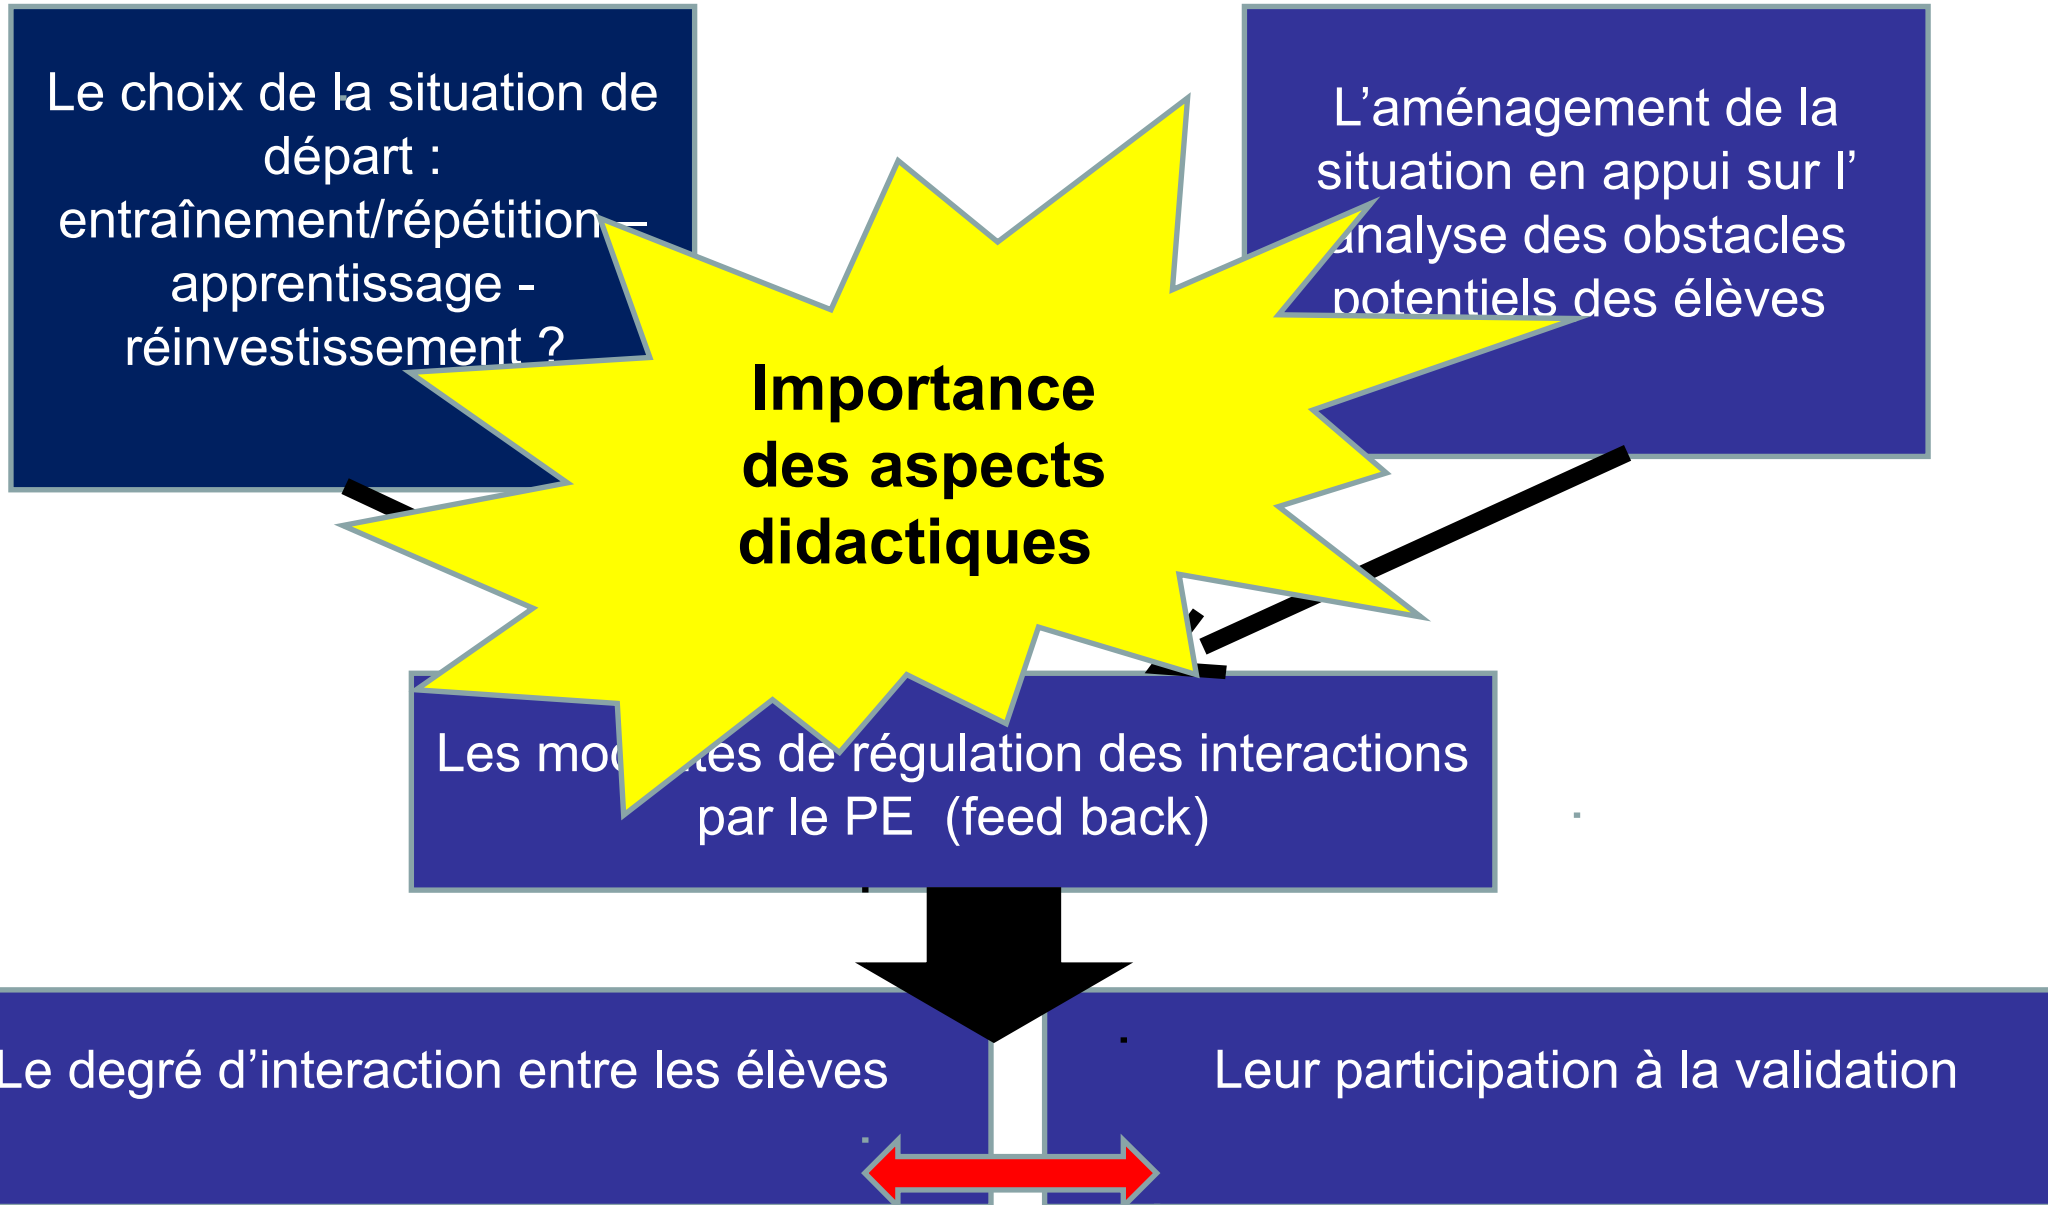 Le choix de la situation de
départ :
entraînement/répétition –
apprentissage -
réinvestissement ?
L’aménagement de la
situation en appui sur l’
analyse des obstacles
potentiels des élèves
Importance
des aspects
didactiques
Les modalités de régulation des interactions
par le PE (feed back)
Le degré d’interaction entre les élèves
Leur participation à la validation